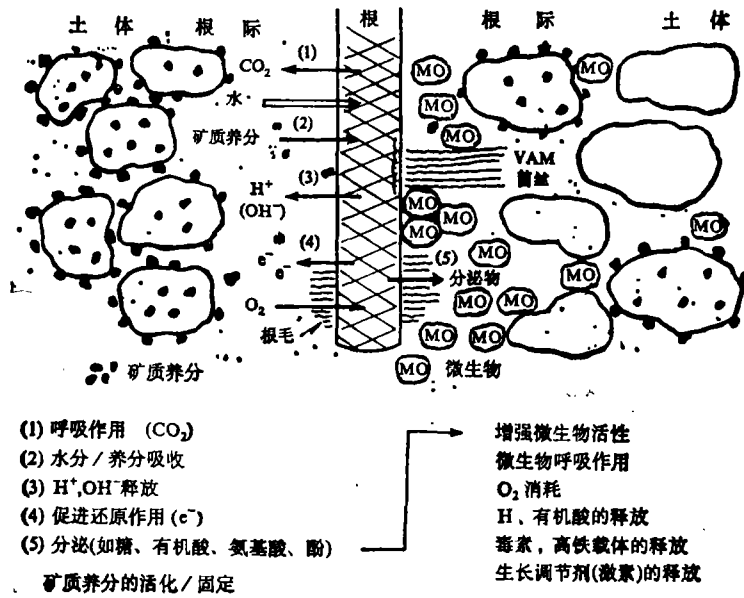 土 体 根 际 根 根 际 土 体
(1)
CO₂
MO
MO
水
MO
(2)
矿质养分
MO
VAM
菌丝
(3)
H⁺
(OH⁻)
MO
MO
MO
MO
(4)
e⁻
e⁻
(5)
MO
分泌物
MO
O₂
MO
MO
根毛
MO
MO
矿质养分
MO
微生物
(1) 呼吸作用 (CO₂)
(2) 水分/养分吸收
(3) H⁺,OH⁻释放
(4) 促进还原作用(e⁻)
(5) 分泌(如糖、有机酸、氨基酸、酚)
矿质养分的活化/固定
增强微生物活性
微生物呼吸作用
O₂ 消耗
H、有机酸的释放
毒素，高铁载体的释放
生长调节剂(激素)的释放